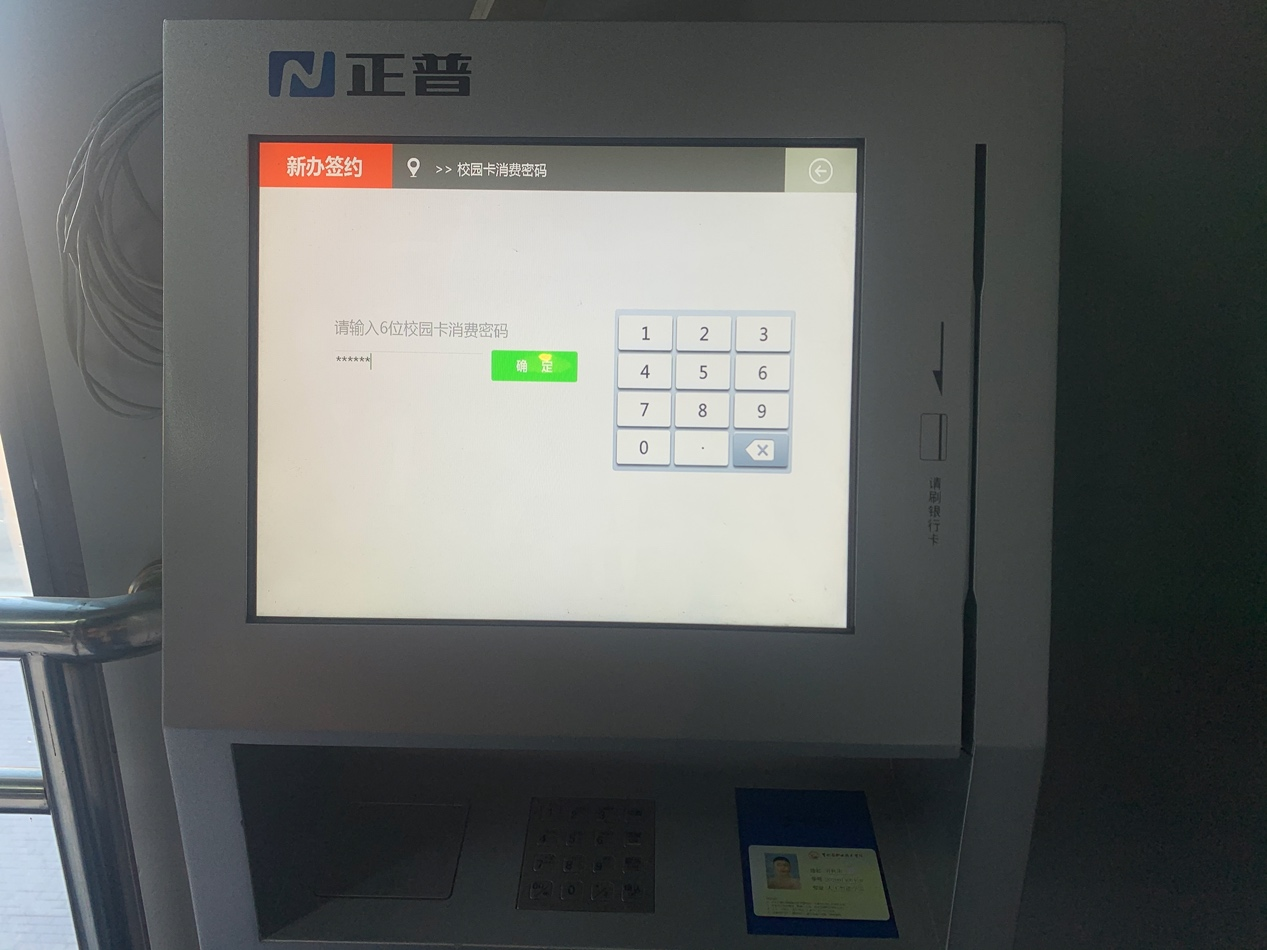 正普
新办签约
>> 校园卡消费密码
请输入6位校园卡消费密码
******
确 定
1 2 3
4 5 6
7 8 9
0 .
请刷银行卡